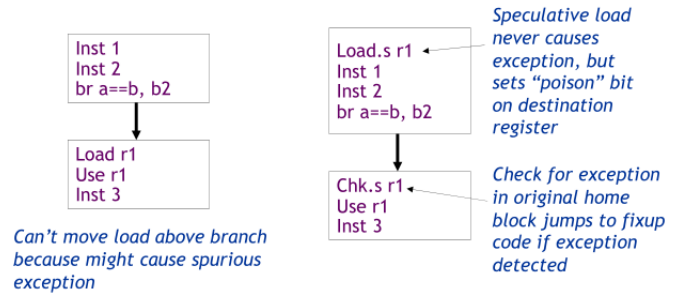 Inst 1
Inst 2
br a==b, b2
Load r1
Use r1
Inst 3
Can’t move load above branch
because might cause spurious
exception
Load.s r1
Inst 1
Inst 2
br a==b, b2
Chk.s r1
Use r1
Inst 3
Speculative load
never causes
exception, but
sets “poison” bit
on destination
register
Check for exception
in original home
block jumps to fixup
code if exception
detected